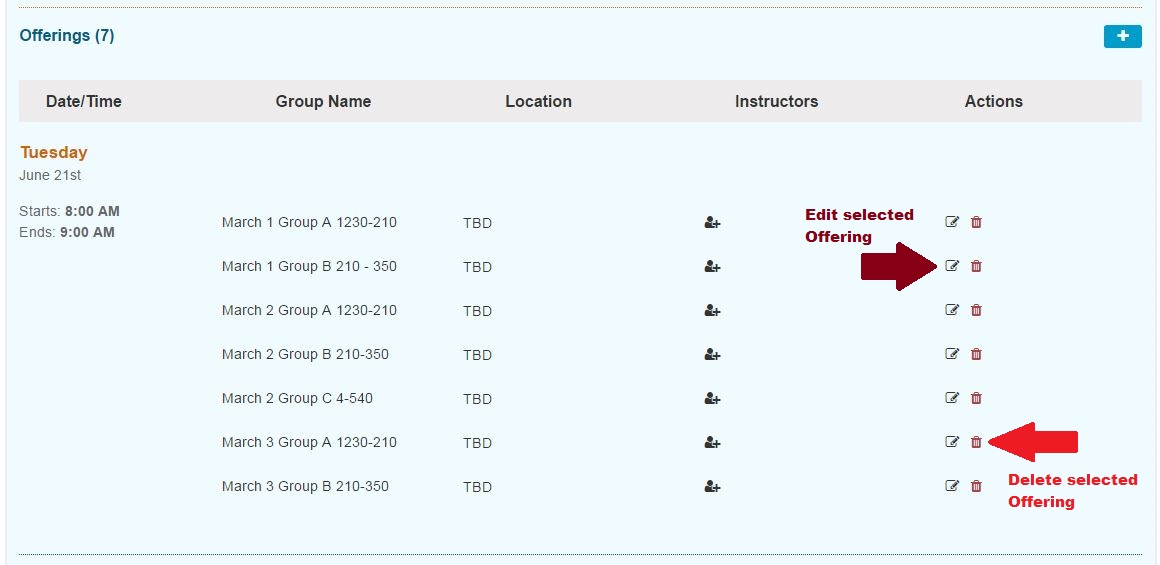 Offerings (7)
Date/Time Group Name Location Instructors Actions
Tuesday
June 21st
Starts: 8:00 AM
Ends: 9:00 AM
March 1 Group A 1230-210 TBD
Edit selected
Offering
March 1 Group B 210 - 350 TBD
March 2 Group A 1230-210 TBD
March 2 Group B 210-350 TBD
March 2 Group C 4-540 TBD
March 3 Group A 1230-210 TBD
March 3 Group B 210-350 TBD
Delete selected
Offering